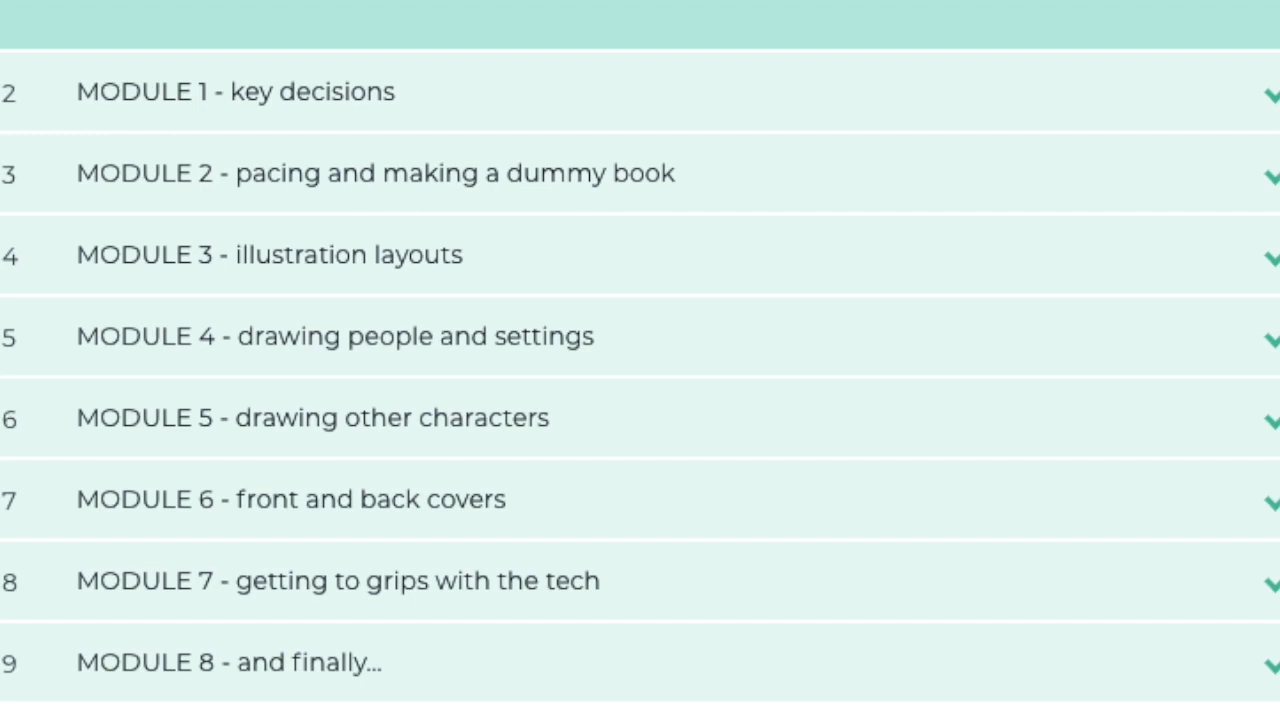 2 MODULE 1 - key decisions
3 MODULE 2 - pacing and making a dummy book
4 MODULE 3 - illustration layouts
5 MODULE 4 - drawing people and settings
6 MODULE 5 - drawing other characters
7 MODULE 6 - front and back covers
8 MODULE 7 - getting to grips with the tech
9 MODULE 8 - and finally...